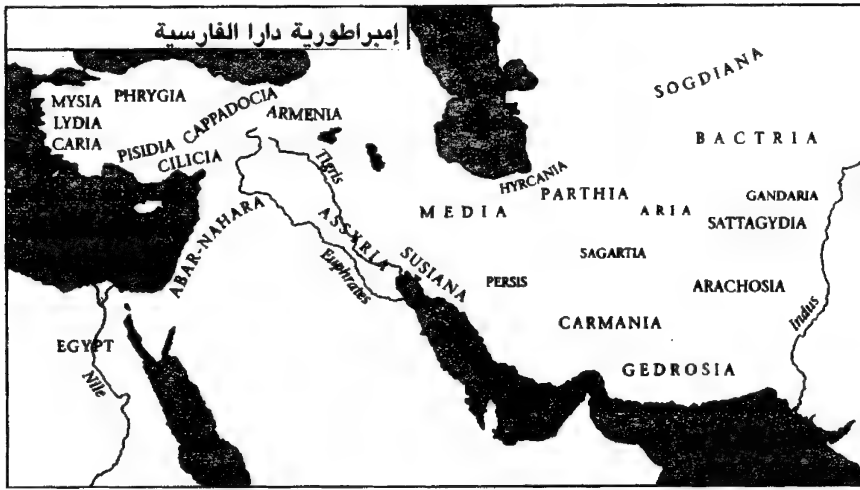 إمبراطورية دارا الفارسية
SOGDIANA
MYSIA
PHRYGIA
LYDIA
CARIA
CAPPADOCIA
ARMENIA
PISIDIA
CILICIA
BACTRIA
Tigris
HYRCANIA
PARTHIA
GANDARIA
MEDIA
ARIA
SATTAGYDIA
ABAR-NAHARA
ASSYRIA
Euphrates
SUSIANA
SAGARTIA
PERSIS
ARACHOSIA
Indus
CARMANIA
EGYPT
Nile
GEDROSIA